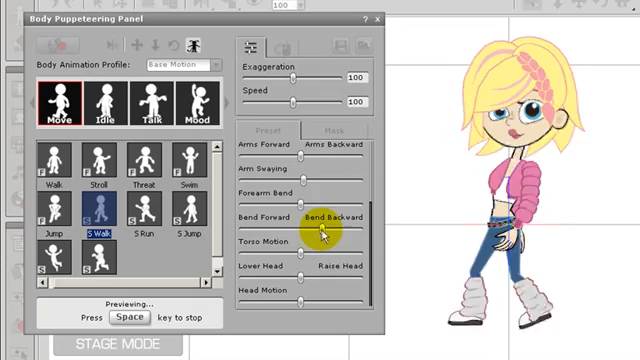 100
Body Puppeteering Panel
? x
Body Animation Profile: Base Motion
Exaggeration
100
Speed
100
Move Idle Talk Mood
Preset Mask
Arms Forward Arms Backward
F F F F
Arm Swaying
Walk Stroll Threat Swim
Forearm Bend
F S S S
Bend Forward Bend Backward
Jump S Walk S Run S Jump
Torso Motion
S S
Lower Head Raise Head
Head Motion
Previewing...
Press Space key to stop
STAGE MODE